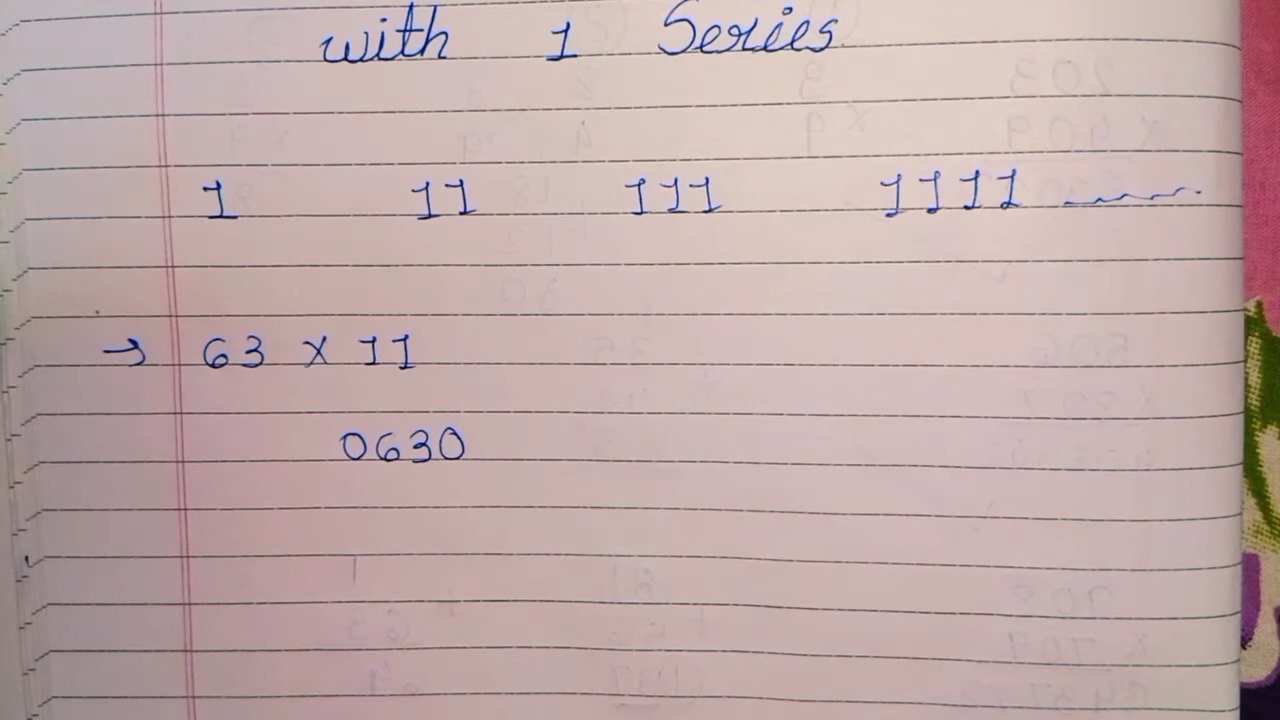 with 1 Series
1 11 111 1111
→ 63 x 11
0630